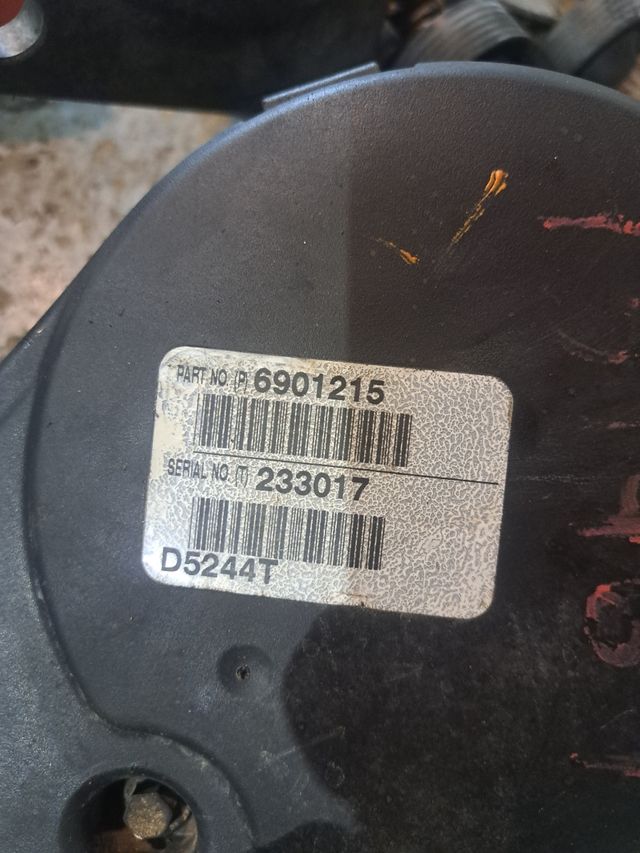 PART NO (P) 6901215
SERIAL NO (T) 233017
D5244T